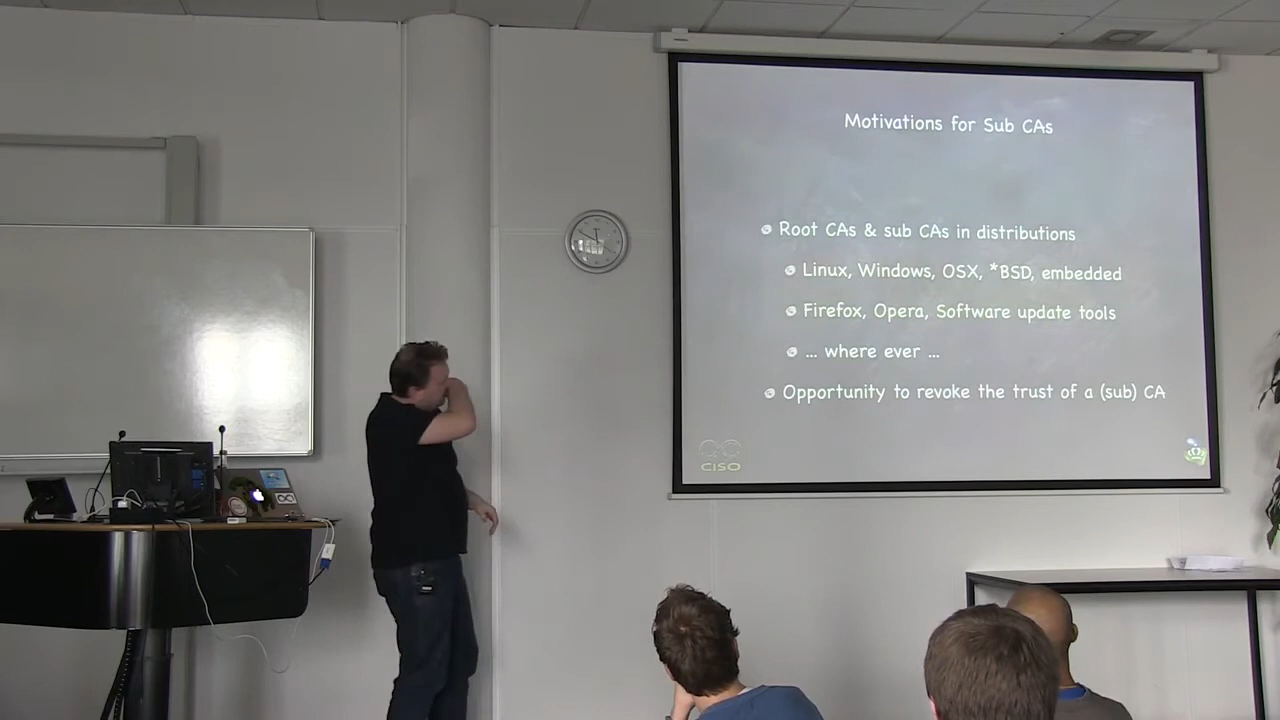 Motivations for Sub CAs
Root CAs & sub CAs in distributions
Linux, Windows, OSX, *BSD, embedded
Firefox, Opera, Software update tools
... where ever ...
Opportunity to revoke the trust of a (sub) CA
CISO